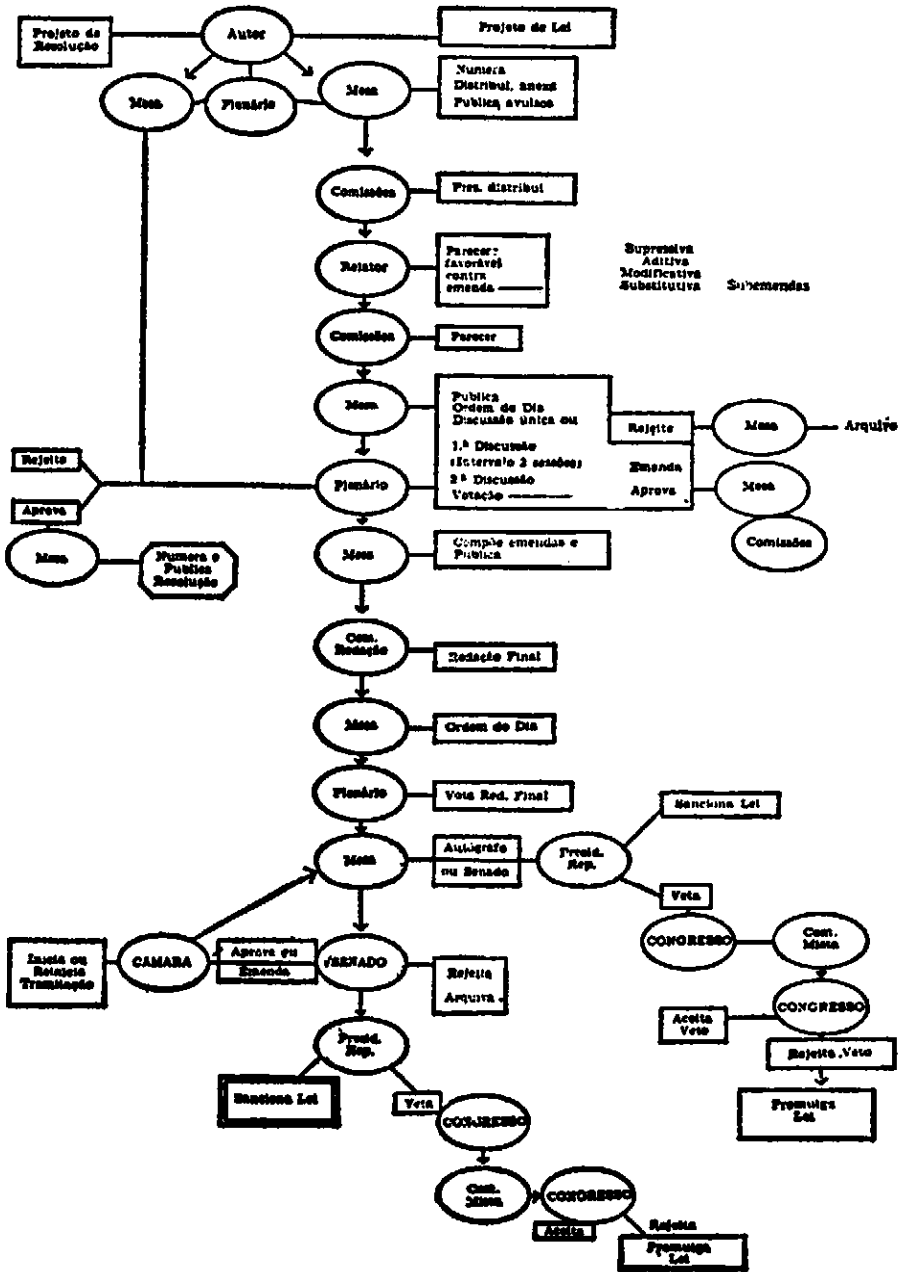 Projeto de
Resolução
Autor
Projeto de Lei
Mesa
Plenário
Mesa
Numera
Distribui, anexa
Publica avulsos
Comissões
Pres. distribui
Relator
Parecer:
favorável
contra
emenda
Supressiva
Aditiva
Modificativa
Substitutiva
Subemendas
Comissões
Parecer
Mesa
Publica
Ordem do Dia
Discussão única ou
1.ª Discussão
(Intervalo 2 sessões)
2.ª Discussão
Votação
Rejeita
Mesa
Arquivo
Emenda
Aprova
Mesa
Comissões
Rejeita
Aprova
Plenário
Mesa
Numera e
Publica
Resolução
Mesa
Compõe emendas e
Publica
Com.
Redação
Redação Final
Mesa
Ordem do Dia
Plenário
Vota Red. Final
Mesa
Autógrafo
ou Senado
Presid.
Rep.
Sanciona Lei
Veta
CONGRESSO
Com.
Mista
CONGRESSO
Aceita
Veto
Rejeita Veto
Promulga
Lei
Inicia ou
Reinicia
Tramitação
CAMARA
Aprova ou
Emenda
SENADO
Rejeita
Arquiva
Presid.
Rep.
Sanciona Lei
Veta
CONGRESSO
Com.
Mista
CONGRESSO
Aceita
Rejeita
Promulga
Lei